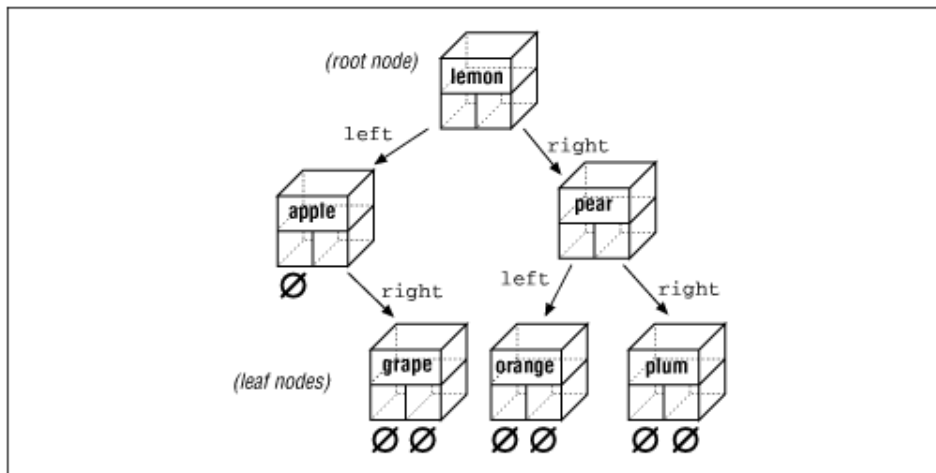 (root node)
lemon
left
right
apple
pear
∅
right
left
right
grape
orange
plum
(leaf nodes)
∅ ∅
∅ ∅
∅ ∅